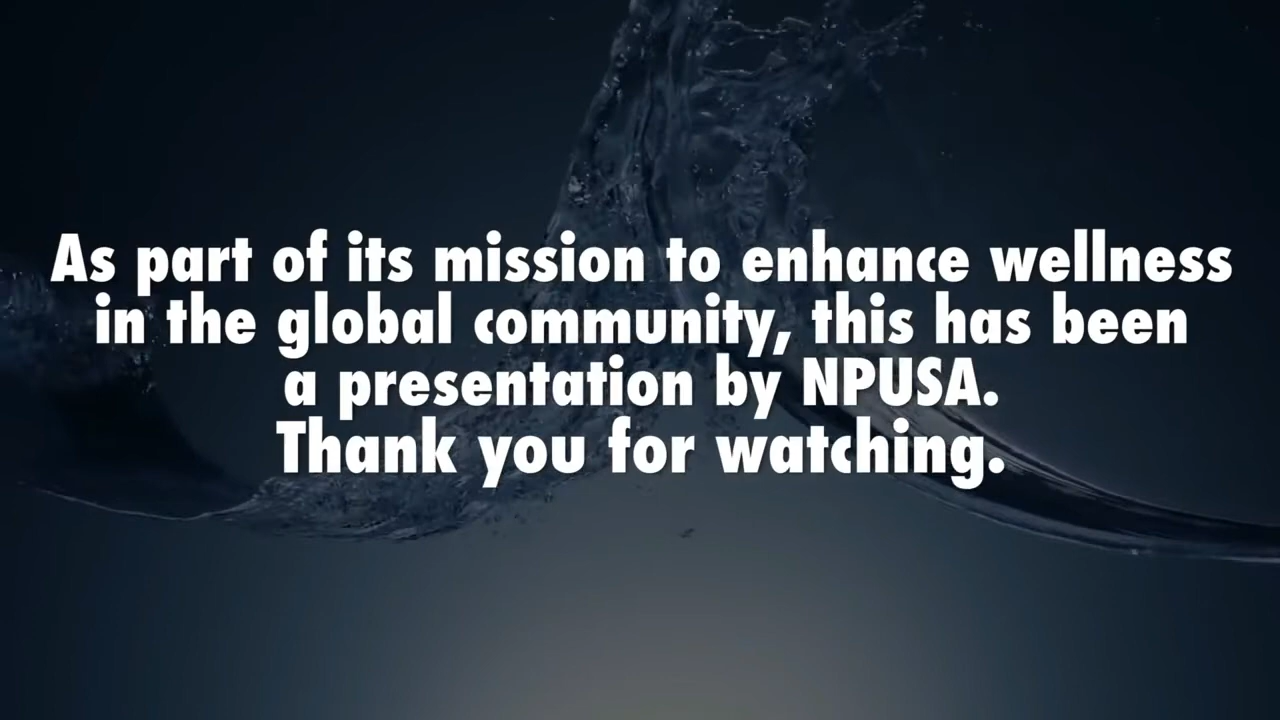 As part of its mission to enhance wellness
in the global community, this has been
a presentation by NPUSA.
Thank you for watching.